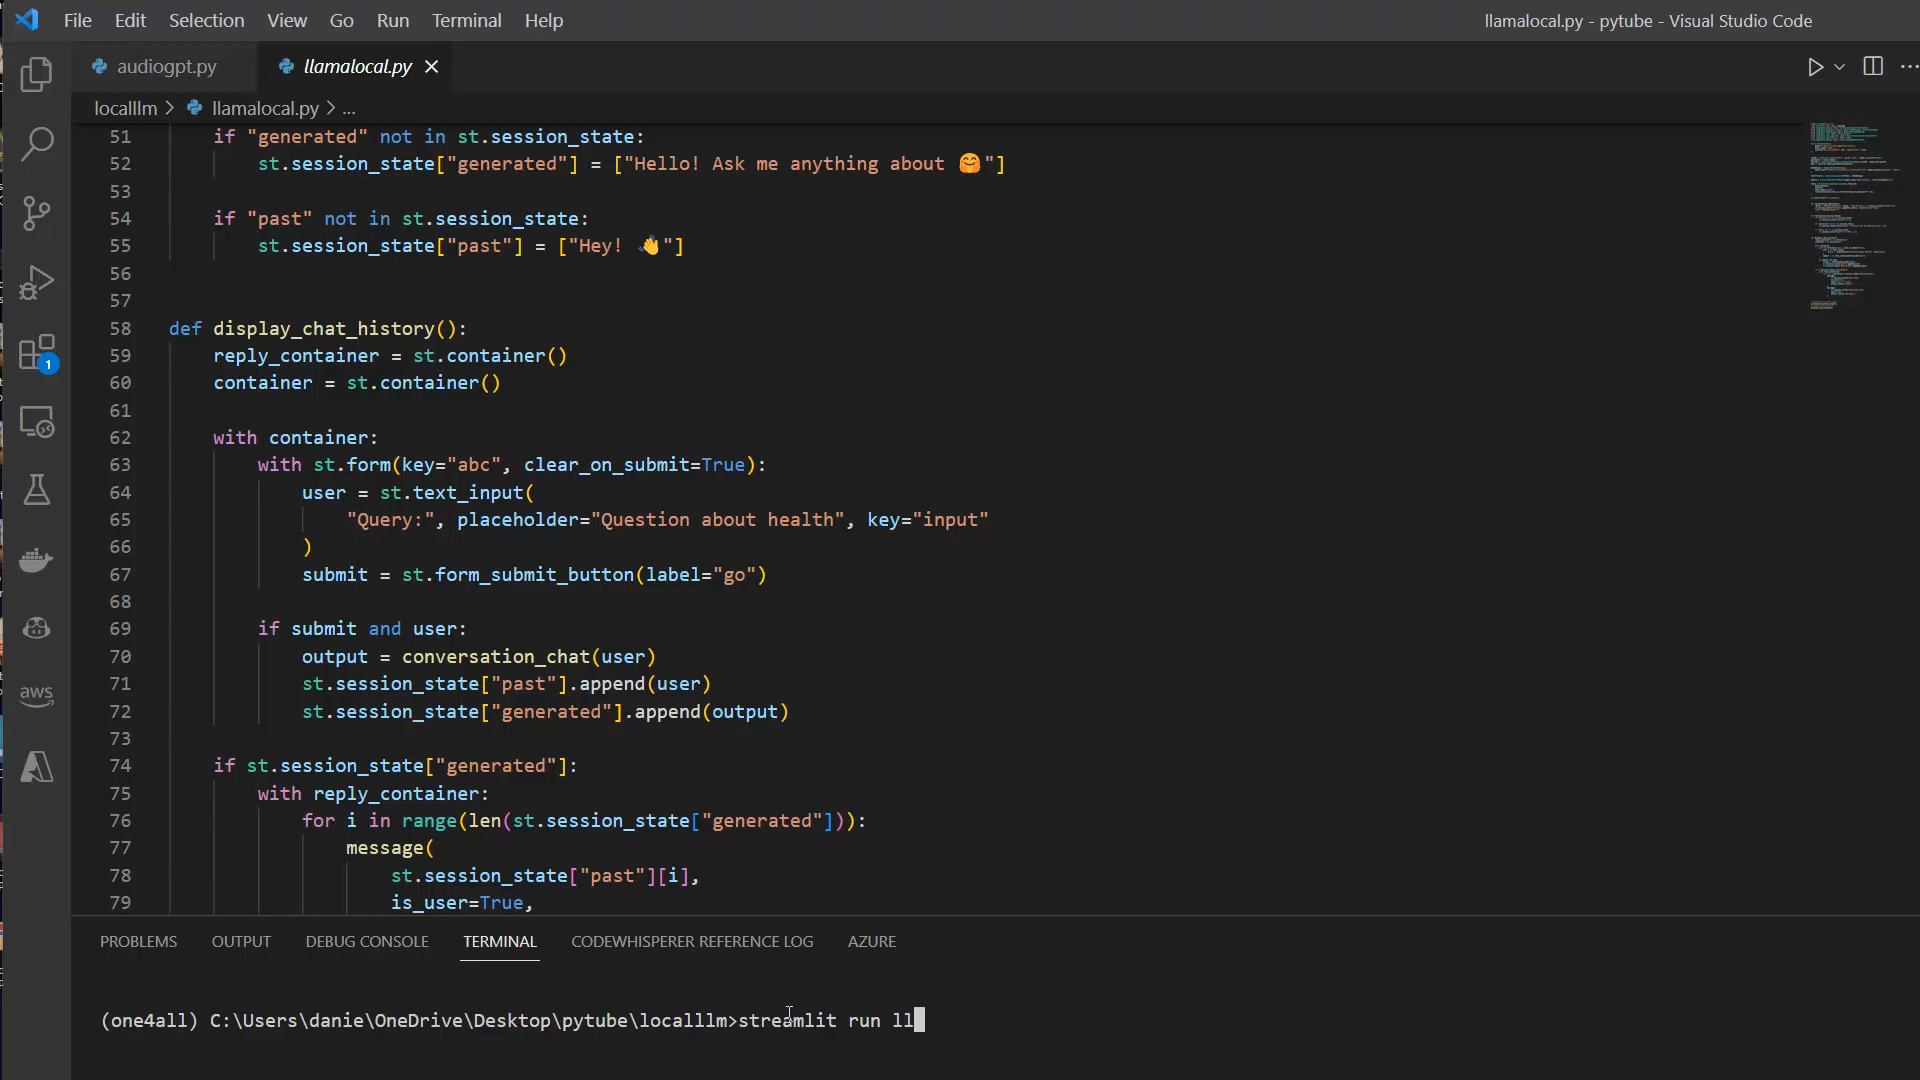 File Edit Selection View Go Run Terminal Help
llamalocal.py - pytube - Visual Studio Code
audiogpt.py
llamalocal.py
localllm > llamalocal.py > ...
51 if "generated" not in st.session_state:
52 st.session_state["generated"] = ["Hello! Ask me anything about 🤗"]
53
54 if "past" not in st.session_state:
55 st.session_state["past"] = ["Hey! 👋"]
56
57
58 def display_chat_history():
59 reply_container = st.container()
60 container = st.container()
61
62 with container:
63 with st.form(key="abc", clear_on_submit=True):
64 user = st.text_input(
65 "Query:", placeholder="Question about health", key="input"
66 )
67 submit = st.form_submit_button(label="go")
68
69 if submit and user:
70 output = conversation_chat(user)
71 st.session_state["past"].append(user)
72 st.session_state["generated"].append(output)
73
74 if st.session_state["generated"]:
75 with reply_container:
76 for i in range(len(st.session_state["generated"])):
77 message(
78 st.session_state["past"][i],
79 is_user=True,
1
aws
PROBLEMS OUTPUT DEBUG CONSOLE TERMINAL CODEWHISPERER REFERENCE LOG AZURE
(one4all) C:\Users\danie\OneDrive\Desktop\pytube\localllm>streamlit run ll